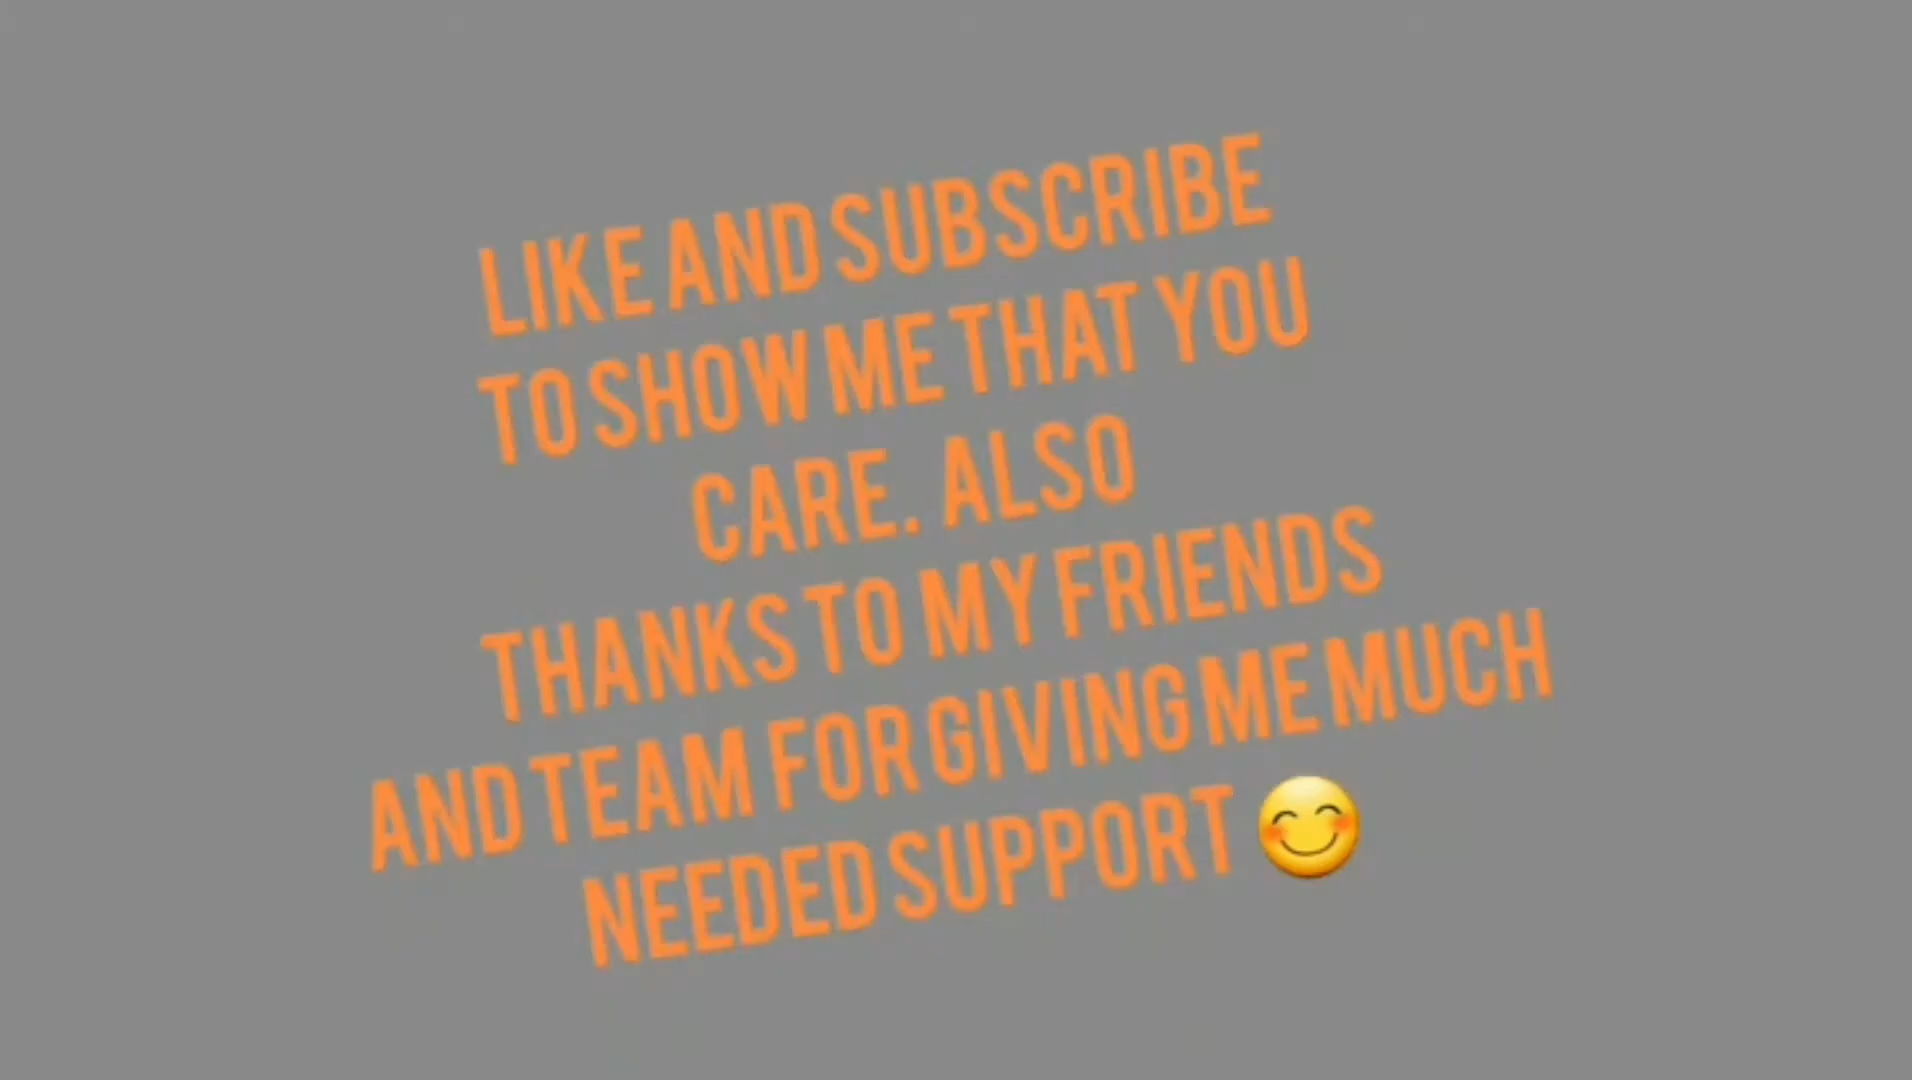 LIKE AND SUBSCRIBE
TO SHOW ME THAT YOU
CARE. ALSO
THANKS TO MY FRIENDS
AND TEAM FOR GIVING ME MUCH
NEEDED SUPPORT 😊